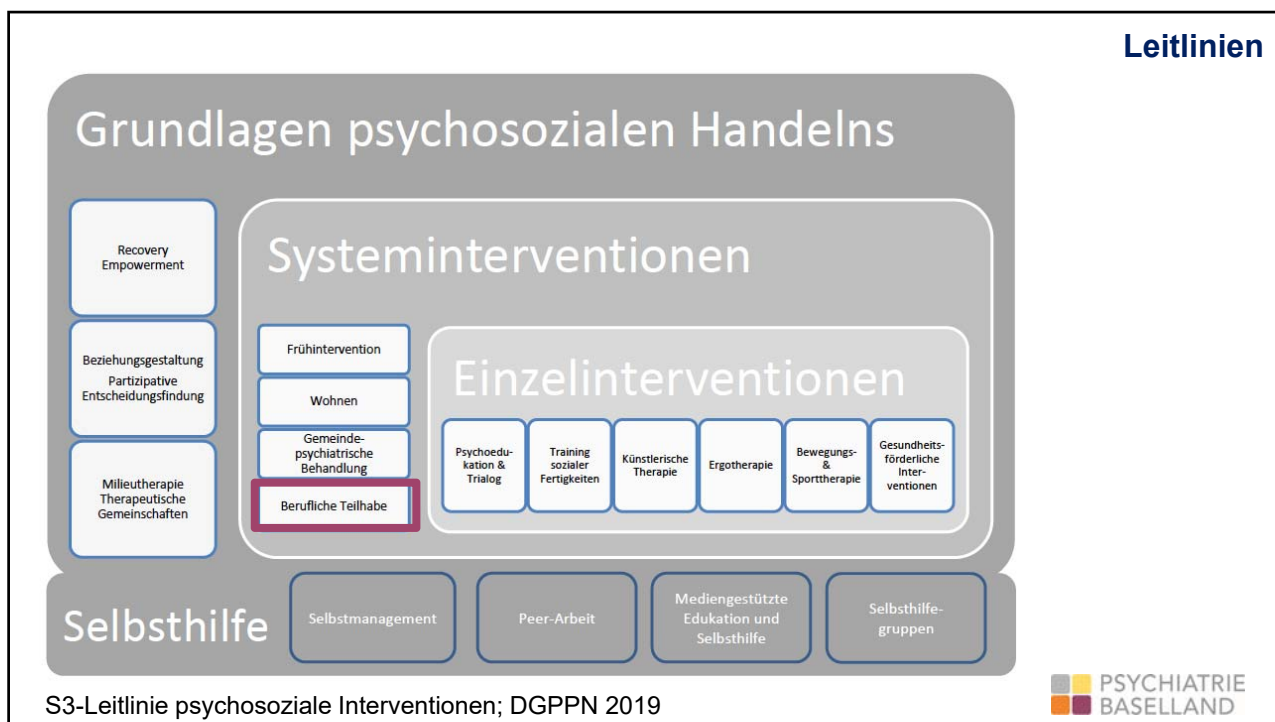 Leitlinien
Grundlagen psychosozialen Handelns
Recovery
Empowerment
Beziehungsgestaltung
Partizipative
Entscheidungsfindung
Milieutherapie
Therapeutische
Gemeinschaften
Systeminterventionen
Frühintervention
Wohnen
Gemeinde-
psychiatrische
Behandlung
Berufliche Teilhabe
Einzelinterventionen
Psychoedu-
kation &
Trialog
Training
sozialer
Fertigkeiten
Künstlerische
Therapie
Ergotherapie
Bewegungs-
&
Sporttherapie
Gesundheits-
förderliche
Inter-
ventionen
Selbsthilfe
Selbstmanagement
Peer-Arbeit
Mediengestützte
Edukation und
Selbsthilfe
Selbsthilfe-
gruppen
S3-Leitlinie psychosoziale Interventionen; DGPPN 2019
PSYCHIATRIE
BASELLAND